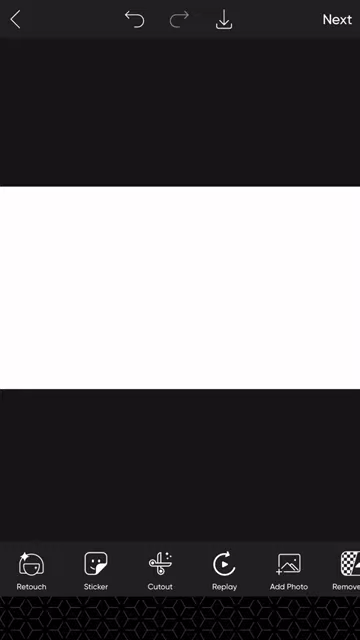 Next
Retouch
Sticker
Cutout
Replay
Add Photo
Remove